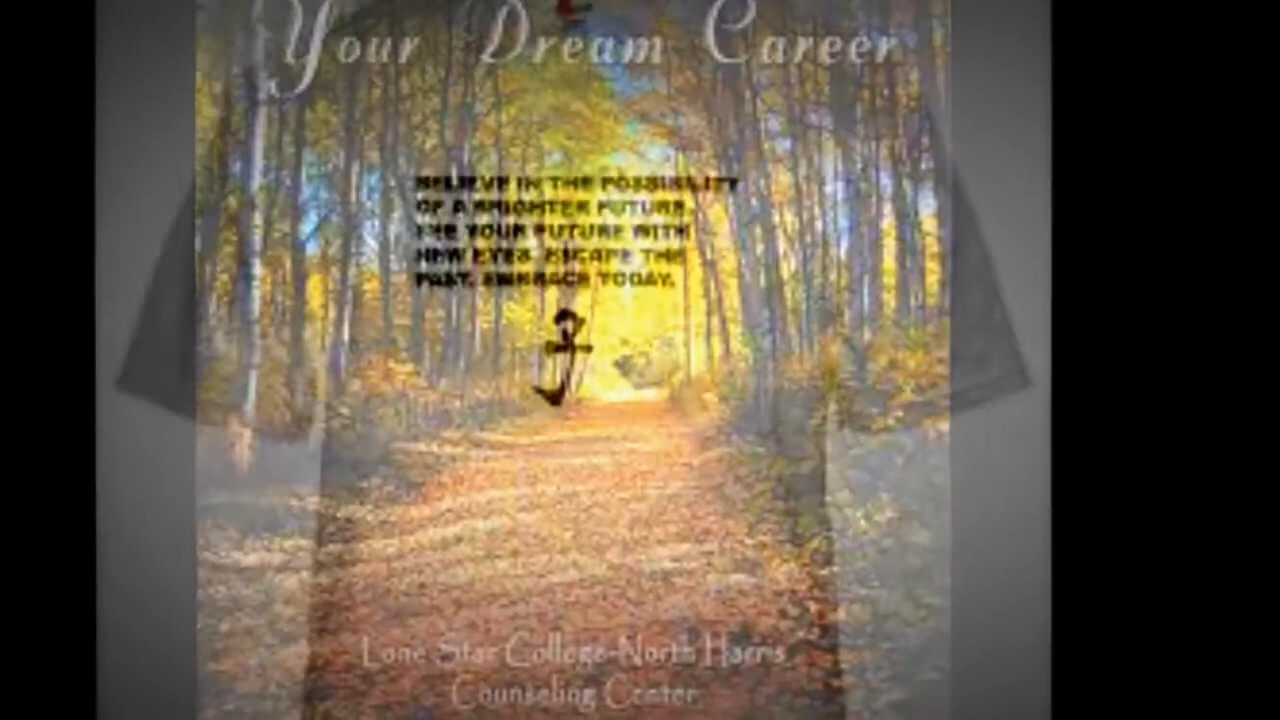 Your Dream Career
BELIEVE IN THE POSSIBILITY
OF A BRIGHTER FUTURE.
SEE YOUR FUTURE WITH
NEW EYES. ESCAPE THE
PAST. EMBRACE TODAY.
Lone Star College-North Harris
Counseling Center